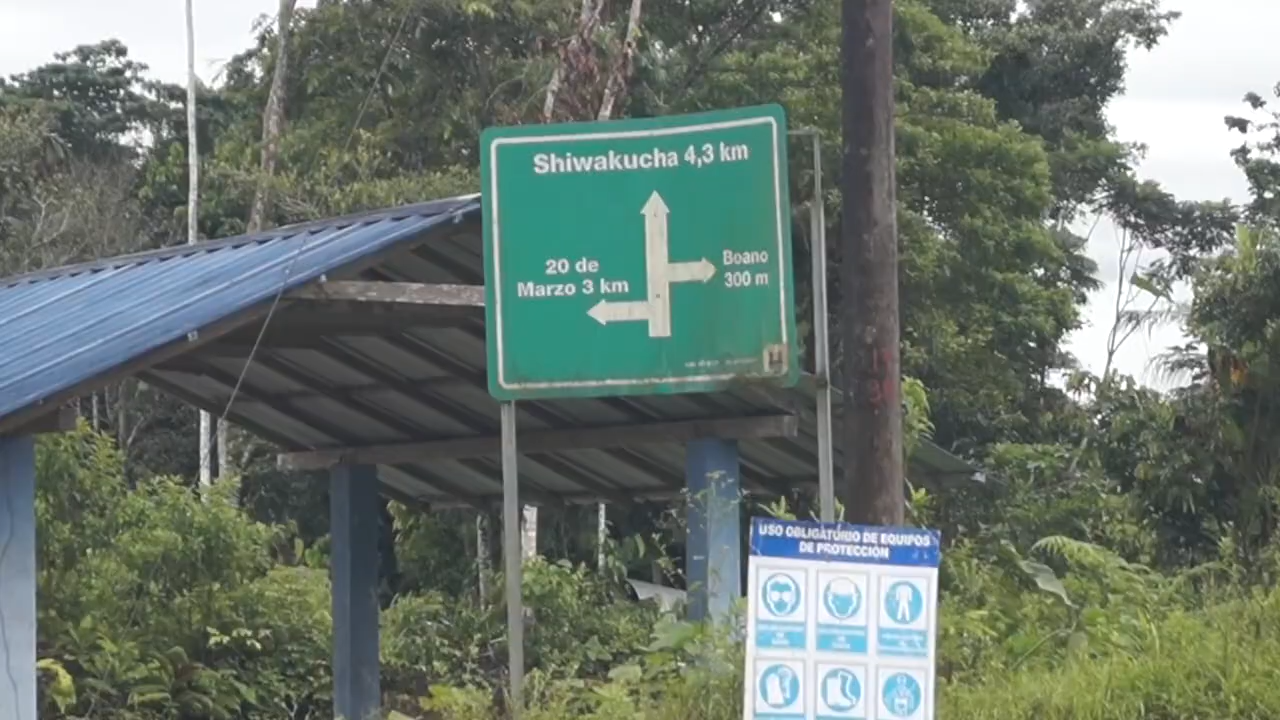 Shiwakucha 4,3 km
20 de
Marzo 3 km
Boano
300 m
USO OBLIGATORIO DE EQUIPOS
DE PROTECCIÓN